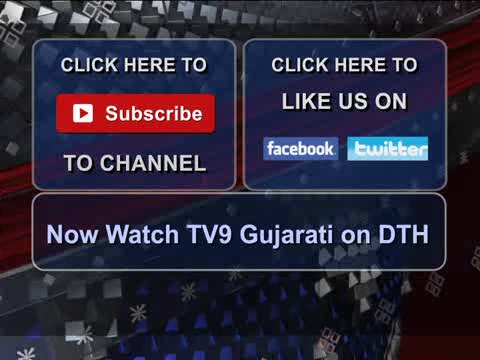 CLICK HERE TO
Subscribe
TO CHANNEL
CLICK HERE TO
LIKE US ON
facebook
twitter
Now Watch TV9 Gujarati on DTH